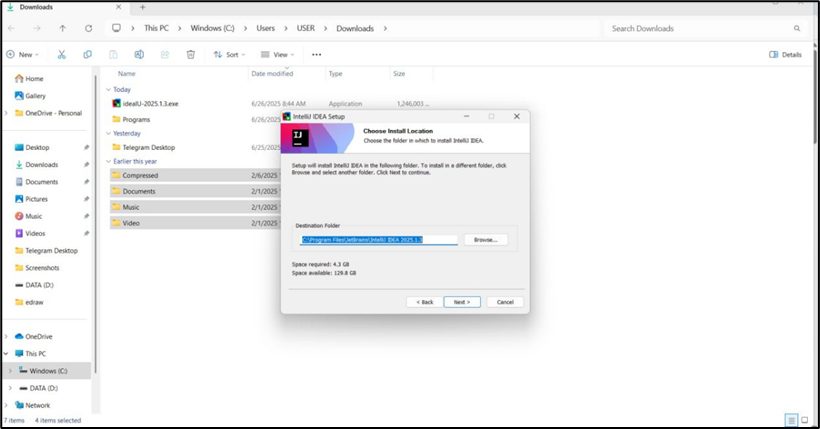 Downloads
This PC
Windows (C:)
Users
USER
Downloads
Search Downloads
New
Sort
View
Details
Name
Date modified
Type
Size
Today
idealU-2025.1.3.exe
6/26/2025 8:44 AM
Application
1,246,003 ...
Programs
6/26/2025
Yesterday
Telegram Desktop
6/25/2025
Earlier this year
Compressed
2/6/2025
Documents
2/1/2025
Music
2/1/2025
Video
2/1/2025
Home
Gallery
OneDrive - Personal
Desktop
Downloads
Documents
Pictures
Music
Videos
Telegram Desktop
Screenshots
DATA (D:)
edraw
OneDrive
This PC
Windows (C:)
DATA (D:)
Network
7 items
4 items selected
IntelliJ IDEA Setup
IJ
Choose Install Location
Choose the folder in which to install IntelliJ IDEA.
Setup will install IntelliJ IDEA in the following folder. To install in a different folder, click
Browse and select another folder. Click Next to continue.
Destination Folder
C:\Program Files\JetBrains\IntelliJ IDEA 2025.1.3
Browse...
Space required: 4.3 GB
Space available: 129.8 GB
< Back
Next >
Cancel